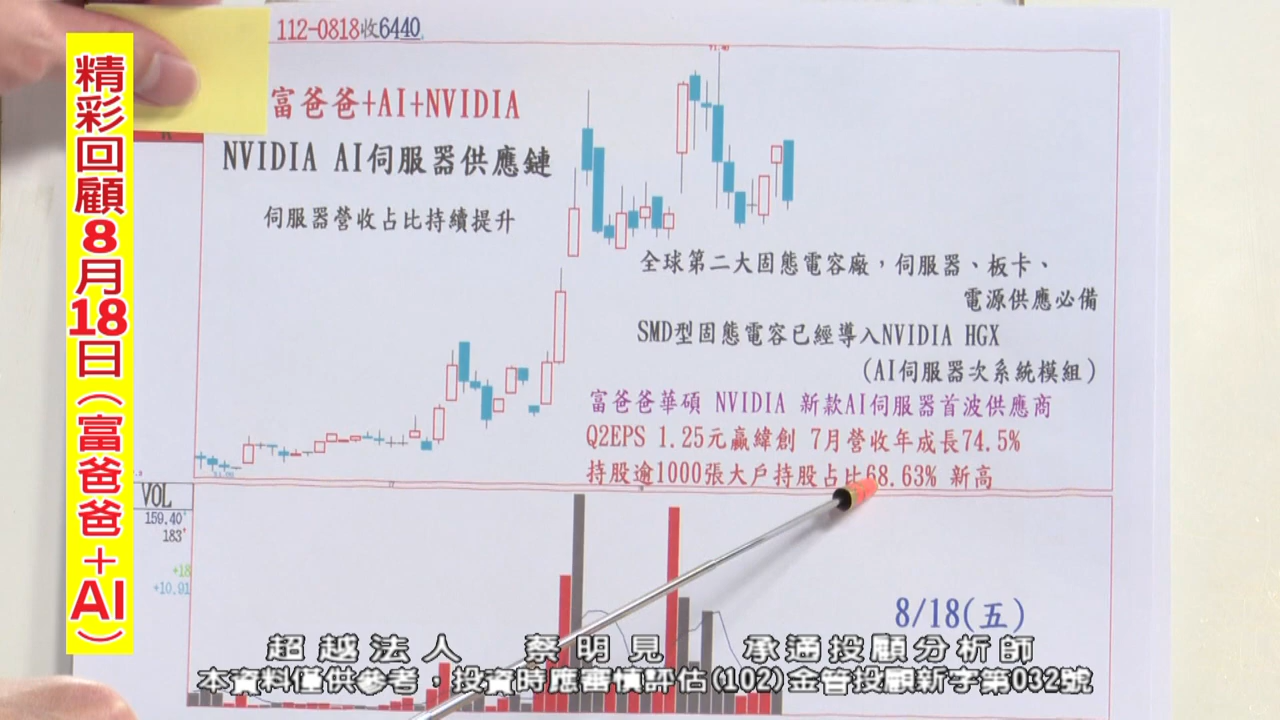 精彩回顧8月18日(富爸爸+AI)
112-0818收6440
富爸爸+AI+NVIDIA
NVIDIA AI伺服器供應鏈
伺服器營收占比持續提升
全球第二大固態電容廠，伺服器、板卡、
電源供應必備
SMD型固態電容已經導入NVIDIA HGX
(AI伺服器次系統模組)
富爸爸華碩 NVIDIA 新款AI伺服器首波供應商
Q2EPS 1.25元贏緯創 7月營收年成長74.5%
持股逾1000張大戶持股占比68.63% 新高
VOL
159.40
183
+18
+10.91
8/18(五)
超越法人 蔡明見 承通投顧分析師
本資料僅供參考，投資時應審慎評估(102)金管投顧新字第032號